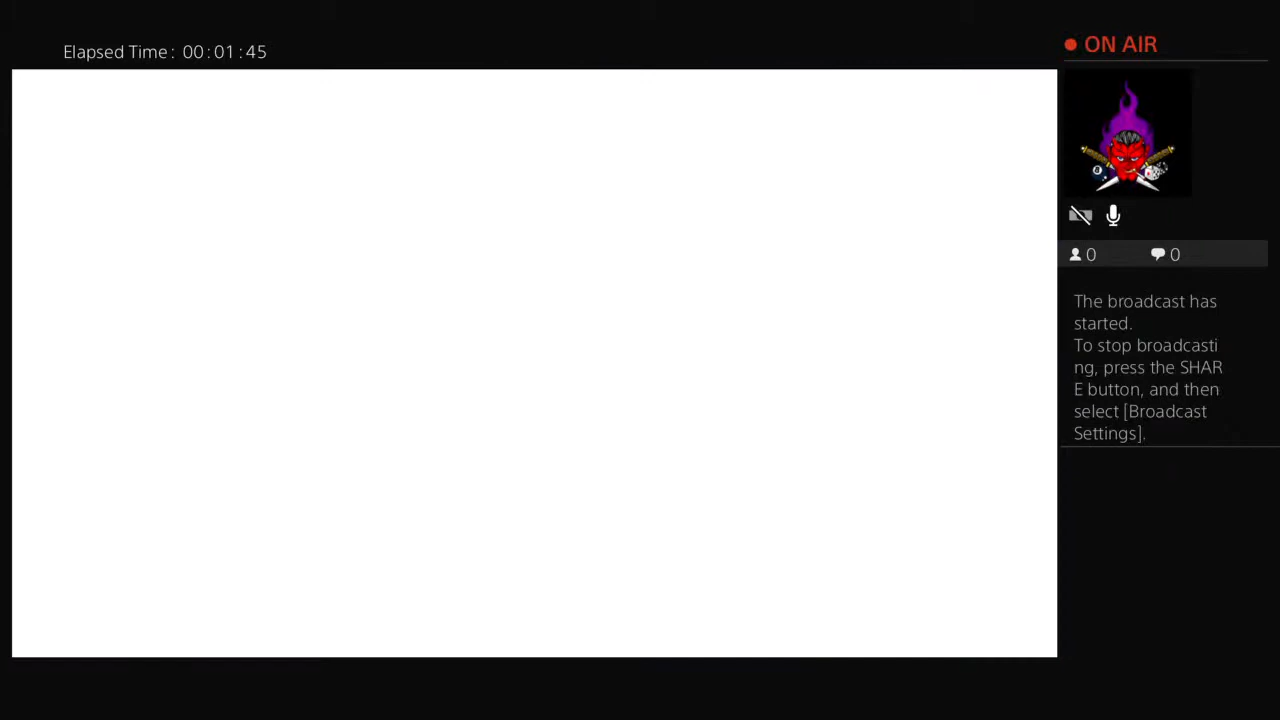 Elapsed Time: 00:01:45
ON AIR
0 0
The broadcast has
started.
To stop broadcasti
ng, press the SHAR
E button, and then
select [Broadcast
Settings].